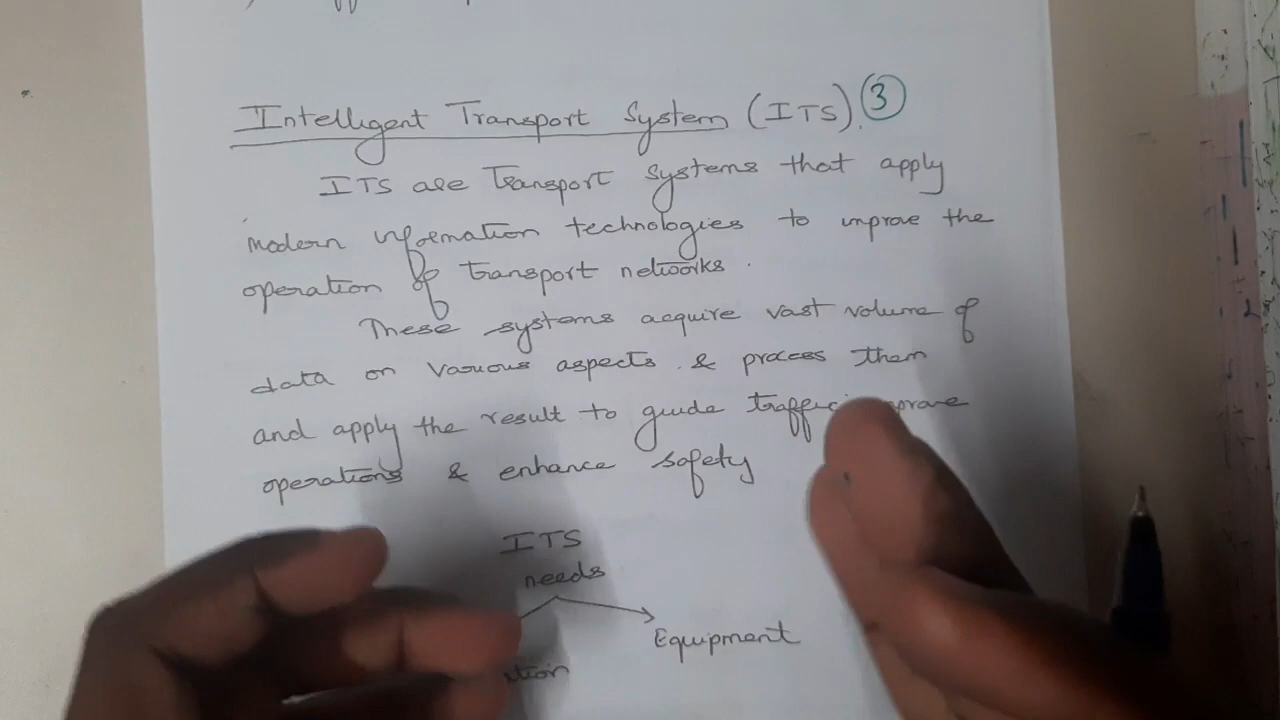 Intelligent Transport System (ITS). 3
ITS are Transport Systems that apply
modern information technologies to improve the
operation of transport networks.
These systems acquire vast volume of
data on various aspects & process them
and apply the result to guide traffic
operations & enhance safety
ITS
needs
Equipment